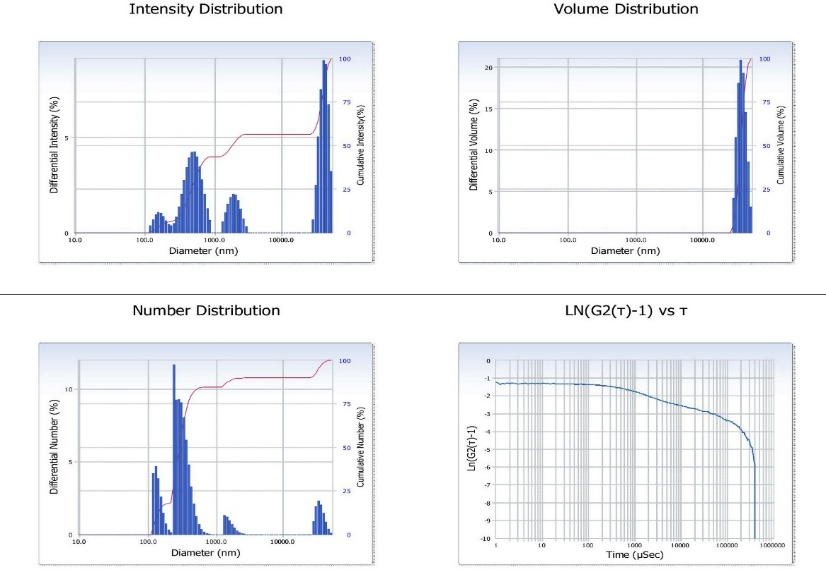 Intensity Distribution
Differential Intensity (%)
5
0
100
75
50
25
0
Cumulative Intensity(%)
10.0 100.0 1000.0 10000.0
Diameter (nm)
Volume Distribution
Differential Volume (%)
20
15
10
5
0
100
75
50
25
0
Cumulative Volume (%)
10.0 100.0 1000.0 10000.0
Diameter (nm)
Number Distribution
Differential Number (%)
10
5
0
100
75
50
25
0
Cumulative Number (%)
10.0 100.0 1000.0 10000.0
Diameter (nm)
LN(G2(τ)-1) vs τ
Ln(G2(τ)-1)
0
-1
-2
-3
-4
-5
-6
-7
-8
-9
-10
1 10 100 1000 10000 100000 1000000
Time (µSec)